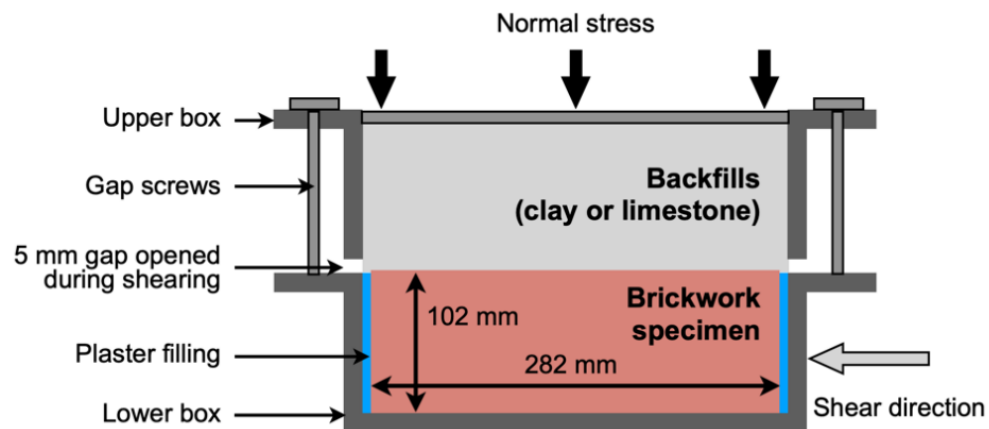 Normal stress
Upper box
Gap screws
Backfills
(clay or limestone)
5 mm gap opened
during shearing
Brickwork
specimen
102 mm
Plaster filling
282 mm
Lower box
Shear direction